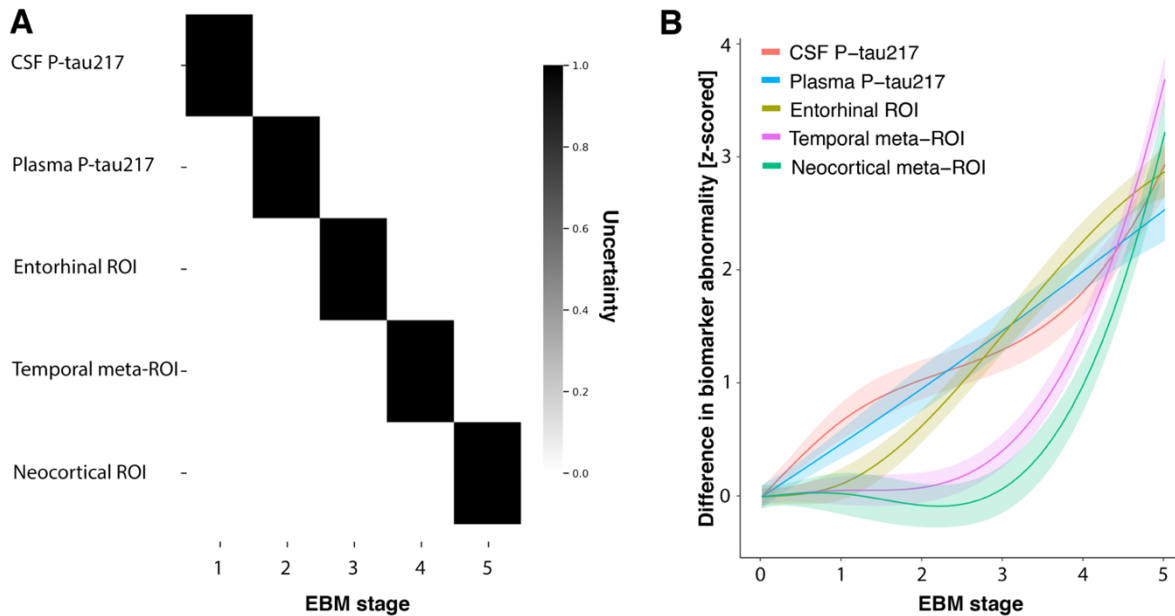 A
CSF P-tau217
Plasma P-tau217
Entorhinal ROI
Temporal meta-ROI
Neocortical ROI
1 2 3 4 5
EBM stage
1.0
0.8
0.6
0.4
0.2
0.0
Uncertainty
B
CSF P-tau217
Plasma P-tau217
Entorhinal ROI
Temporal meta-ROI
Neocortical meta-ROI
Difference in biomarker abnormality [z-scored]
4
3
2
1
0
0 1 2 3 4 5
EBM stage